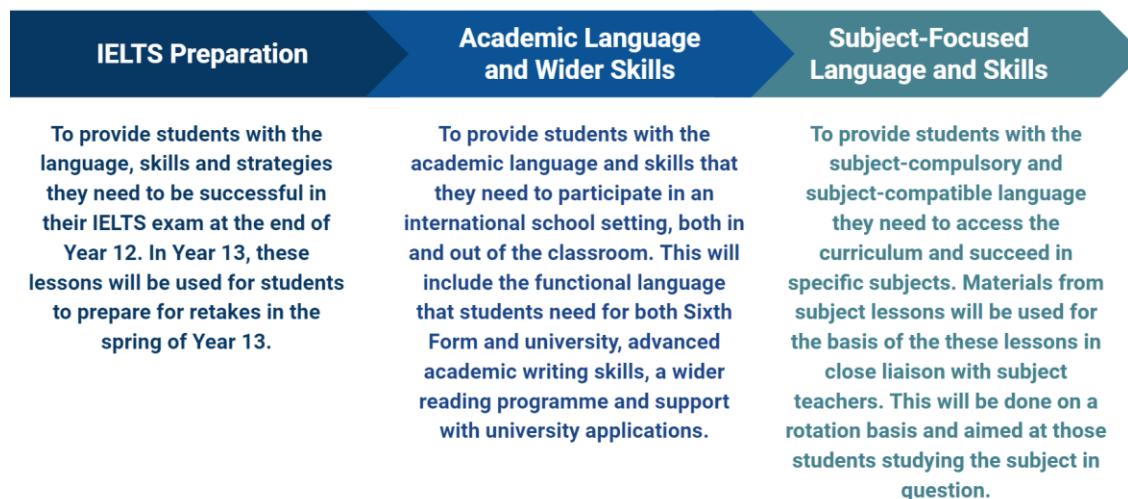 IELTS Preparation
To provide students with the
language, skills and strategies
they need to be successful in
their IELTS exam at the end of
Year 12. In Year 13, these
lessons will be used for students
to prepare for retakes in the
spring of Year 13.
Academic Language
and Wider Skills
To provide students with the
academic language and skills that
they need to participate in an
international school setting, both in
and out of the classroom. This will
include the functional language
that students need for both Sixth
Form and university, advanced
academic writing skills, a wider
reading programme and support
with university applications.
Subject-Focused
Language and Skills
To provide students with the
subject-compulsory and
subject-compatible language
they need to access the
curriculum and succeed in
specific subjects. Materials from
subject lessons will be used for
the basis of the these lessons in
close liaison with subject
teachers. This will be done on a
rotation basis and aimed at those
students studying the subject in
question.